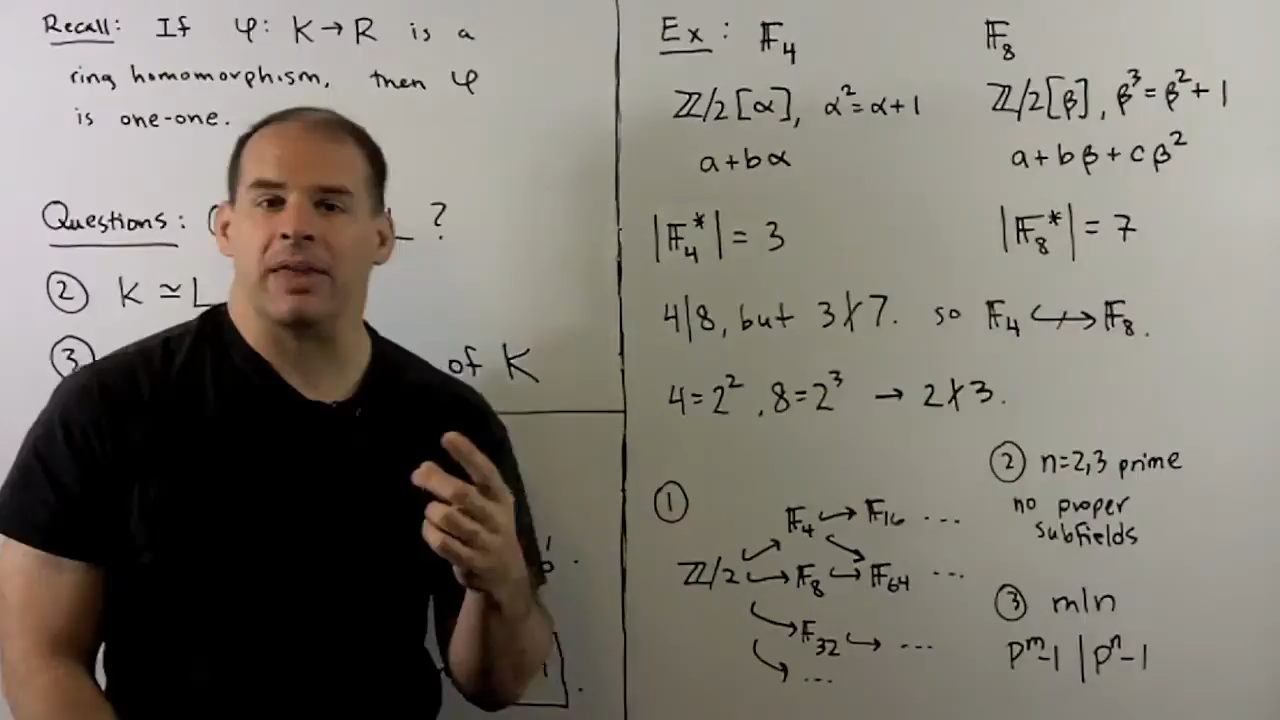 Recall: If φ: K→R is a
ring homomorphism, then φ
is one-one.
Questions: ?
② K ≃ L
③ of K
Ex: 𝔽₄ 𝔽₈
ℤ/2[α], α²=α+1
a+bα
ℤ/2[β], β³=β²+1
a+bβ+cβ²
|𝔽₄*| = 3
|𝔽₈*| = 7
4|8, but 3∤7. so 𝔽₄ ↪̸ 𝔽₈.
4=2², 8=2³ → 2∤3.
①
𝔽₄ ↪ 𝔽₁₆ ...
ℤ/2 ↪ 𝔽₈ ↪ 𝔽₆₄ ...
↪ 𝔽₃₂ ↪ ...
↪ ...
② n=2,3 prime
no proper
subfields
③ m|n
pᵐ-1 | pⁿ-1